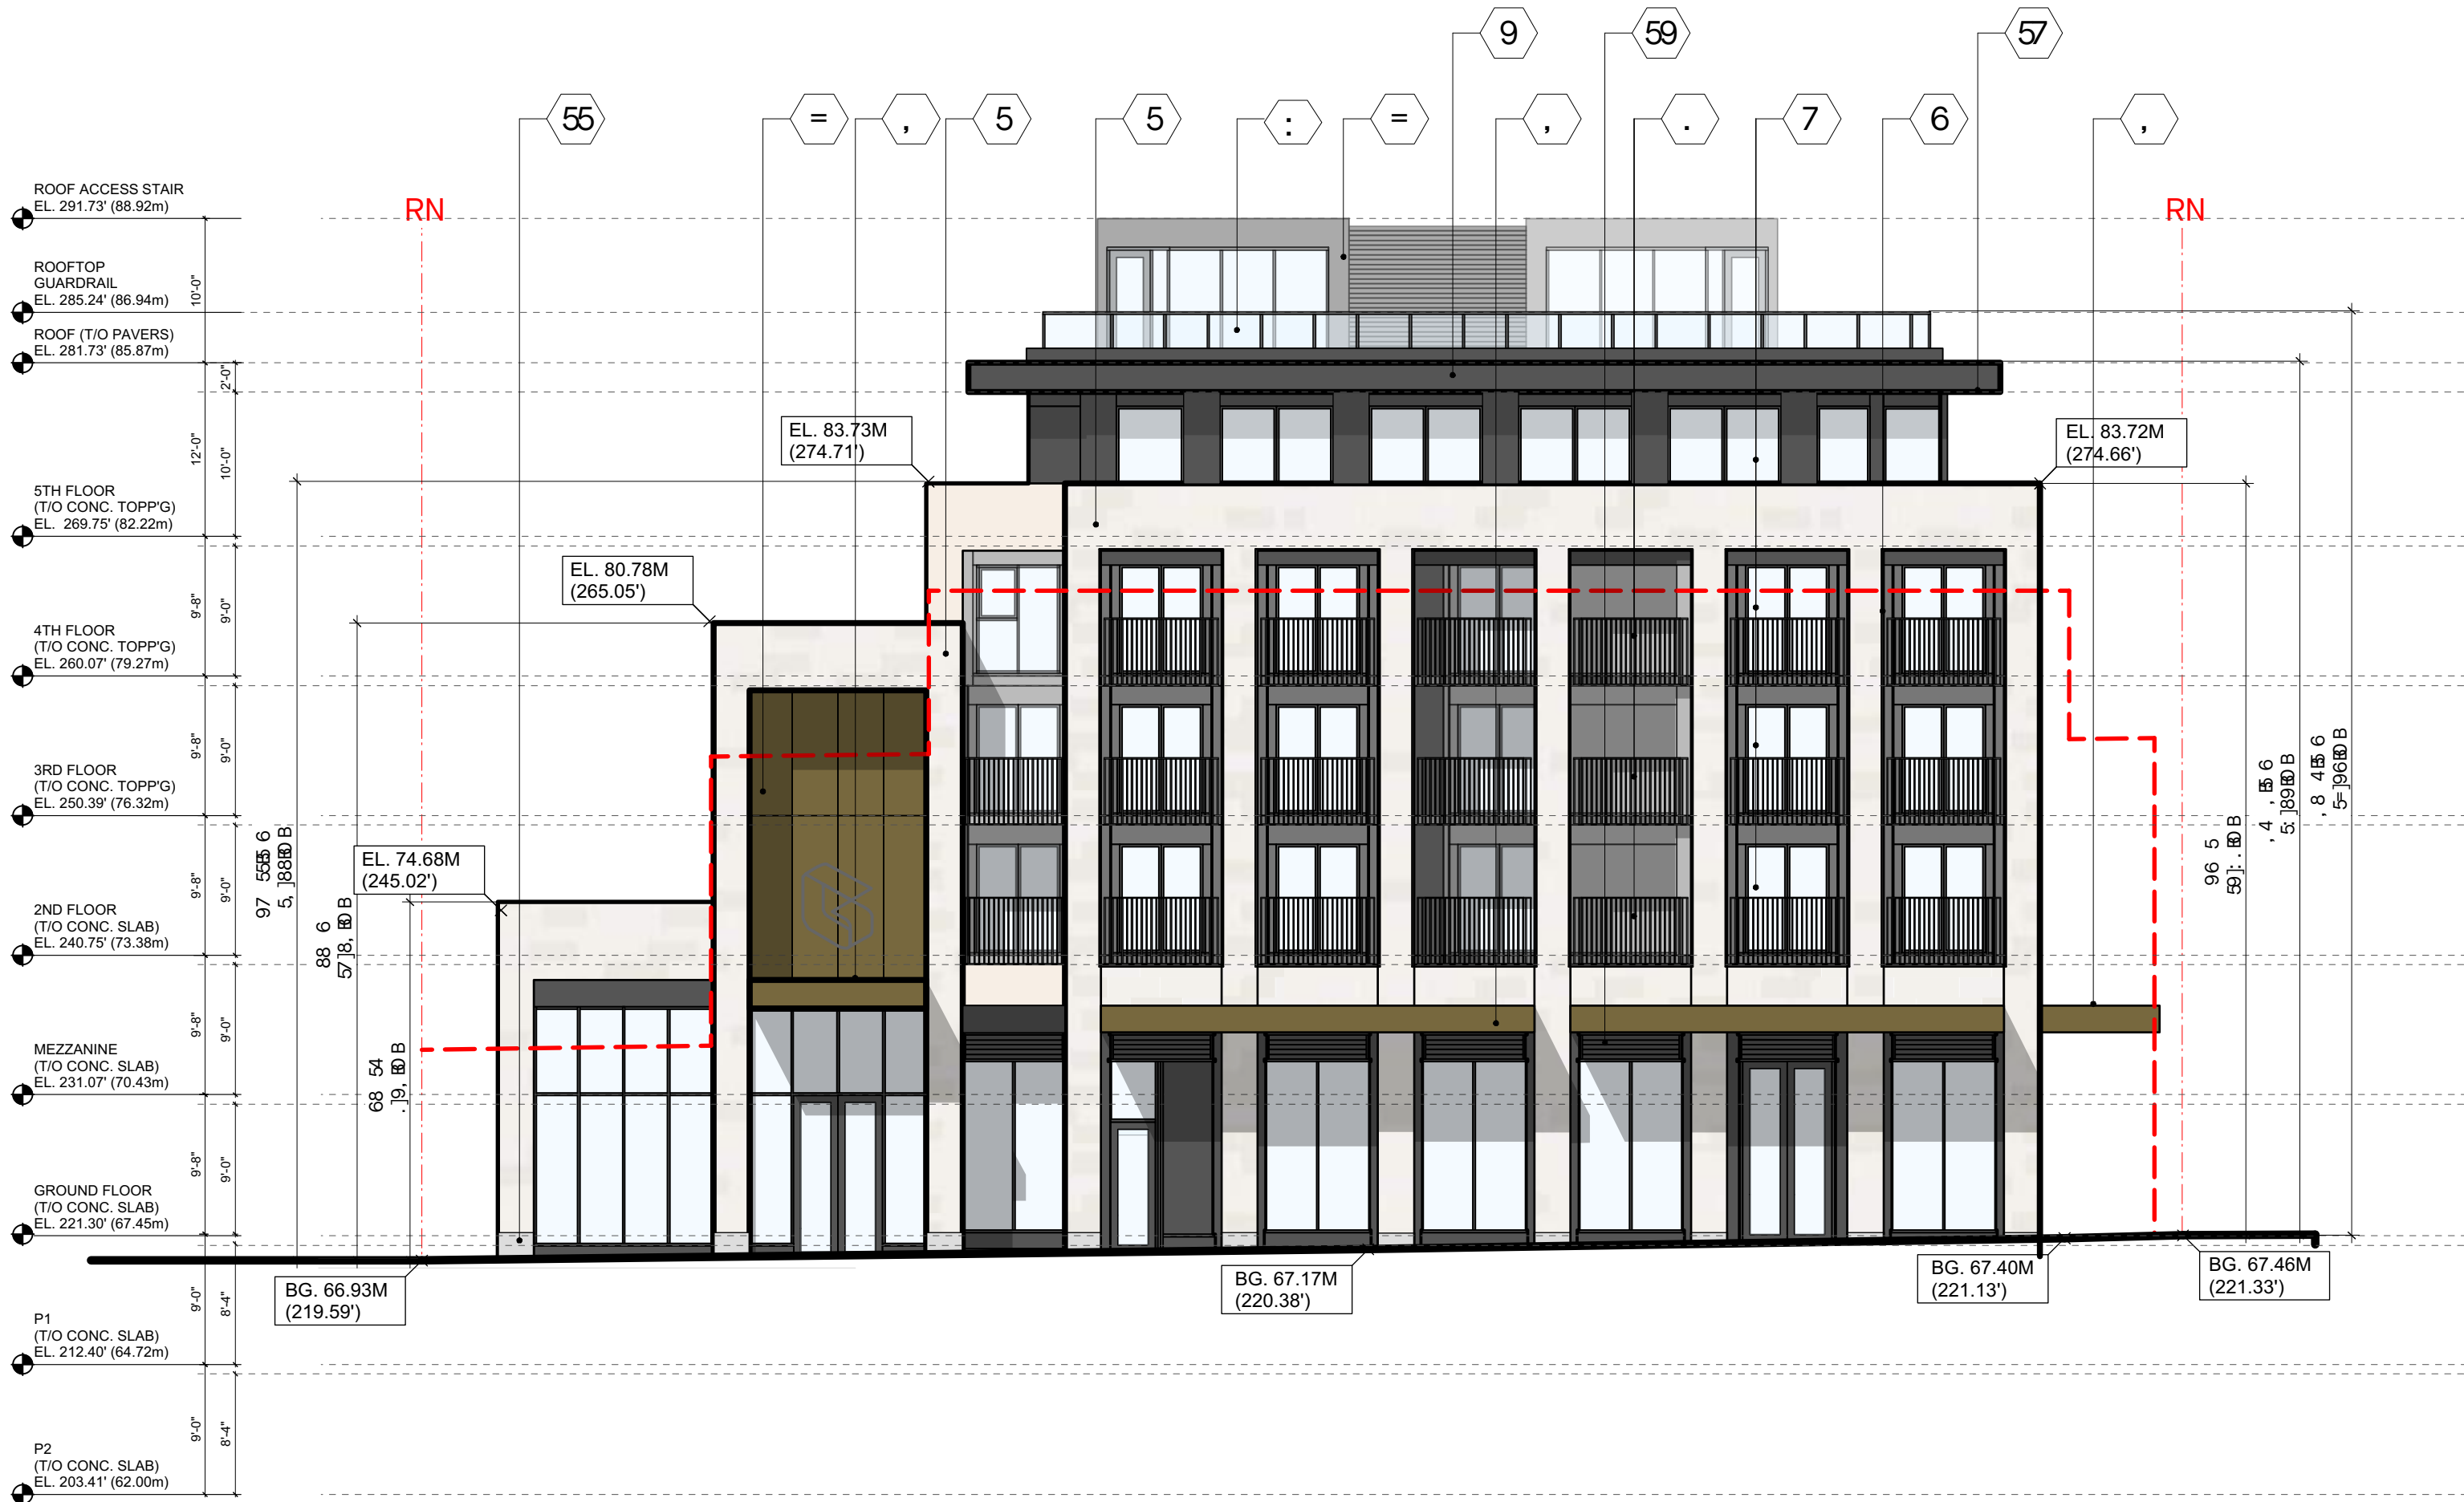 9
59
57
55
=
,
5
5
:
=
,
.
7
6
,
ROOF ACCESS STAIR
EL. 291.73' (88.92m)
RN
RN
ROOFTOP
GUARDRAIL
EL. 285.24' (86.94m)
10'-0"
ROOF (T/O PAVERS)
EL. 281.73' (85.87m)
2'-0"
12'-0"
10'-0"
EL. 83.73M
(274.71')
EL. 83.72M
(274.66')
5TH FLOOR
(T/O CONC. TOPP'G)
EL. 269.75' (82.22m)
EL. 80.78M
(265.05')
9'-8"
9'-0"
4TH FLOOR
(T/O CONC. TOPP'G)
EL. 260.07' (79.27m)
9'-8"
9'-0"
3RD FLOOR
(T/O CONC. TOPP'G)
EL. 250.39' (76.32m)
EL. 74.68M
(245.02')
9'-8"
9'-0"
2ND FLOOR
(T/O CONC. SLAB)
EL. 240.75' (73.38m)
9'-8"
9'-0"
MEZZANINE
(T/O CONC. SLAB)
EL. 231.07' (70.43m)
9'-8"
9'-0"
GROUND FLOOR
(T/O CONC. SLAB)
EL. 221.30' (67.45m)
BG. 66.93M
(219.59')
BG. 67.17M
(220.38')
BG. 67.40M
(221.13')
BG. 67.46M
(221.33')
9'-0"
8'-4"
P1
(T/O CONC. SLAB)
EL. 212.40' (64.72m)
9'-0"
8'-4"
P2
(T/O CONC. SLAB)
EL. 203.41' (62.00m)